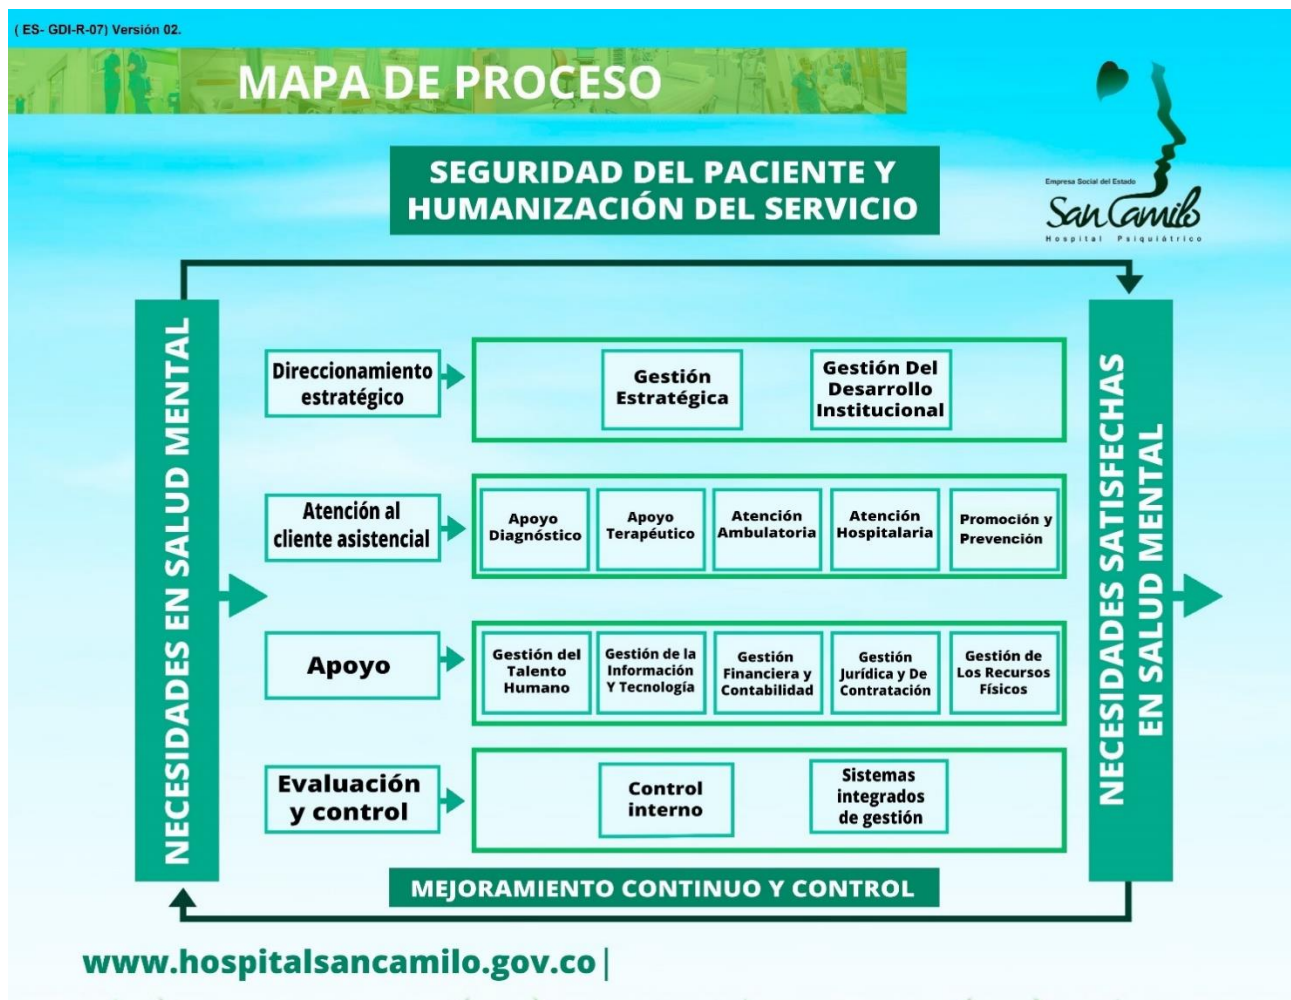 ( ES- GDI-R-07) Versión 02.
MAPA DE PROCESO
SEGURIDAD DEL PACIENTE Y
HUMANIZACIÓN DEL SERVICIO
Empresa Social del Estado
San Camilo
Hospital Psiquiátrico
NECESIDADES EN SALUD MENTAL
Direccionamiento
estratégico
Gestión
Estratégica
Gestión Del
Desarrollo
Institucional
Atención al
cliente asistencial
Apoyo
Diagnóstico
Apoyo
Terapéutico
Atención
Ambulatoria
Atención
Hospitalaria
Promoción y
Prevención
Apoyo
Gestión del
Talento
Humano
Gestión de la
Información
Y Tecnología
Gestión
Financiera y
Contabilidad
Gestión
Jurídica y De
Contratación
Gestión de
Los Recursos
Físicos
Evaluación
y control
Control
interno
Sistemas
integrados
de gestión
NECESIDADES SATISFECHAS
EN SALUD MENTAL
MEJORAMIENTO CONTINUO Y CONTROL
www.hospitalsancamilo.gov.co|